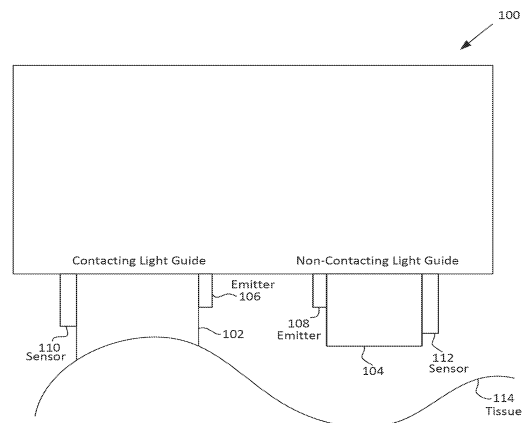 100
Contacting Light Guide
Non-Contacting Light Guide
Emitter
106
102
110
Sensor
108
Emitter
104
112
Sensor
114
Tissue